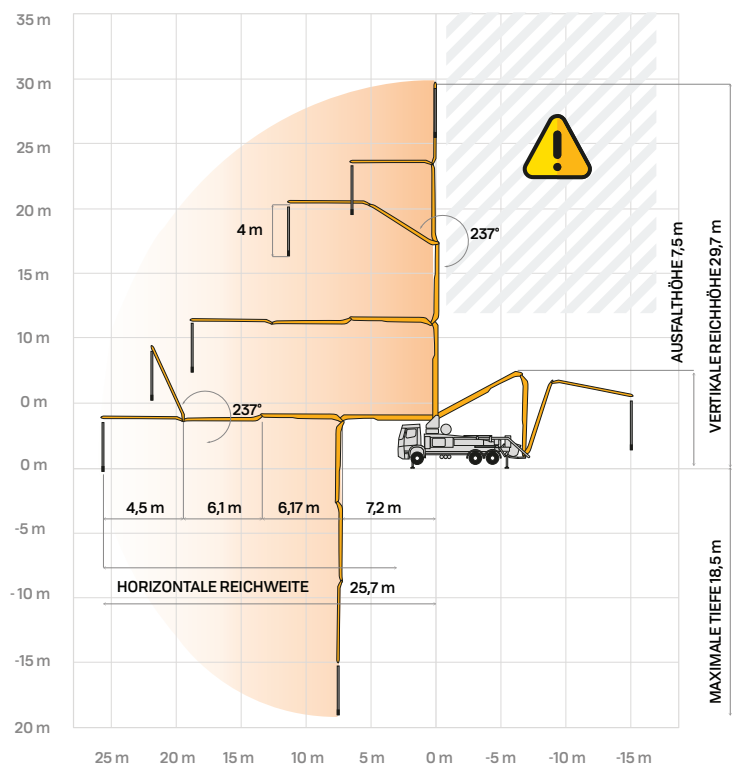 35 m
30 m
25 m
20 m
15 m
10 m
0 m
0 m
-5 m
-10 m
-15 m
20 m
4 m
237°
237°
4,5 m
6,1 m
6,17 m
7,2 m
HORIZONTALE REICHWEITE
25,7 m
AUSFALTHÖHE 7,5 m
VERTIKALE REICHHÖHE 29,7 m
MAXIMALE TIEFE 18,5 m
25 m
20 m
15 m
10 m
5 m
0 m
-5 m
-10 m
-15 m